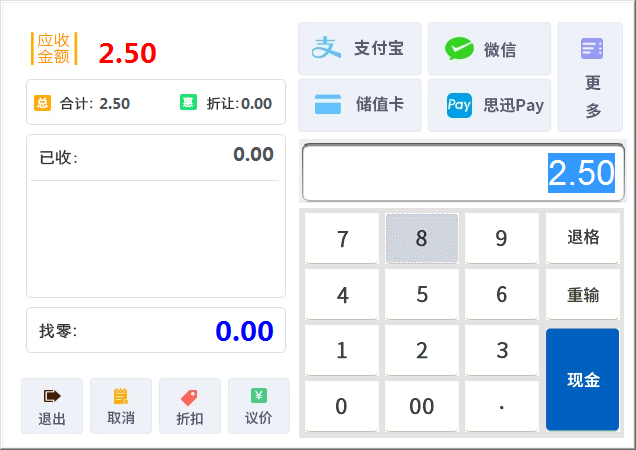 应收
金额
2.50
总 合计: 2.50 惠 折让:0.00
已收: 0.00
找零: 0.00
退出 取消 折扣 议价
支 支付宝 微信
储值卡 Pay 思迅Pay
更
多
2.50
7 8 9 退格
4 5 6 重输
1 2 3
现金
0 00 .